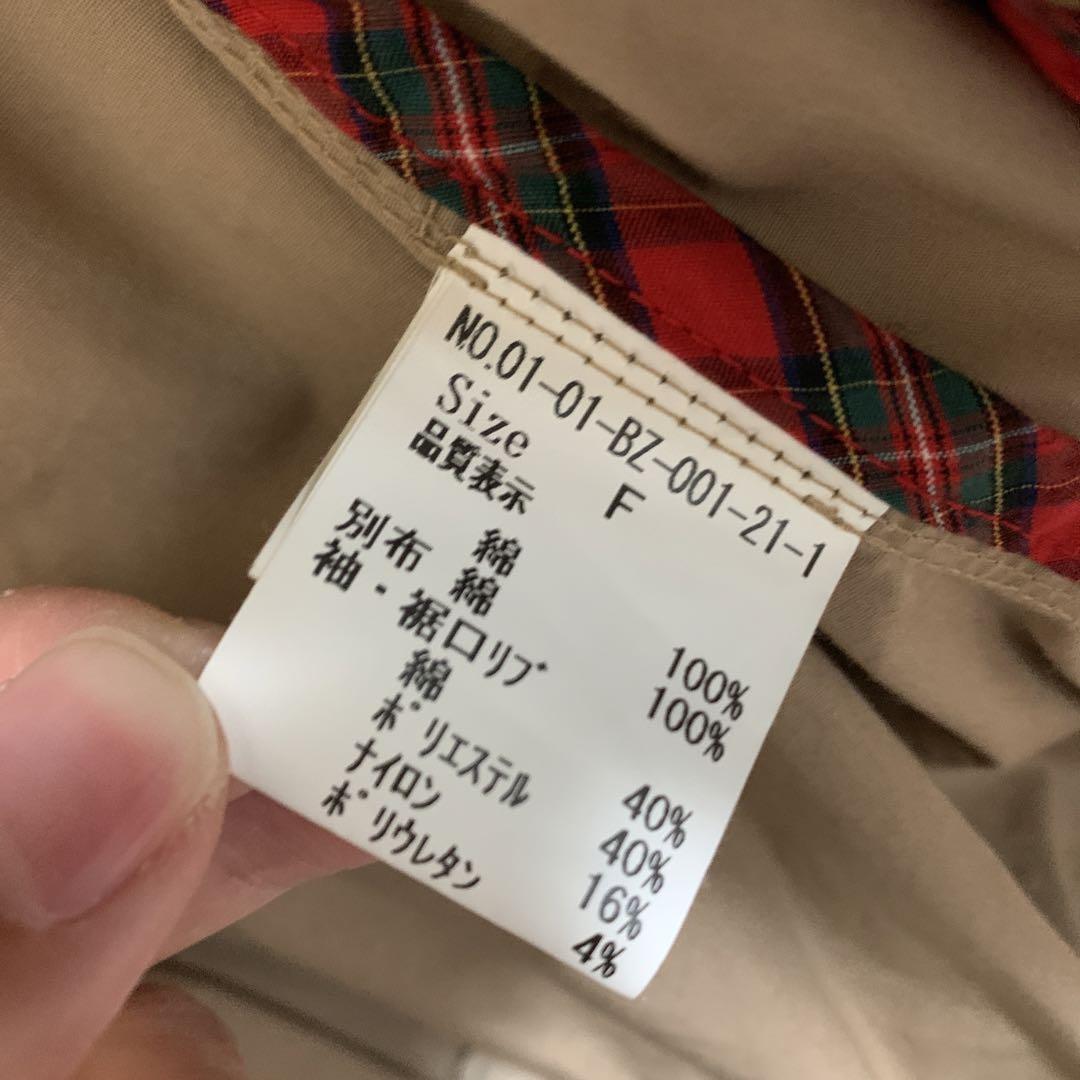 NO.01-01-BZ-001-21-1
Size F
品質表示
綿 100%
別布 綿 100%
袖・裾口リブ
綿 40%
ポリエステル 40%
ナイロン 16%
ポリウレタン 4%